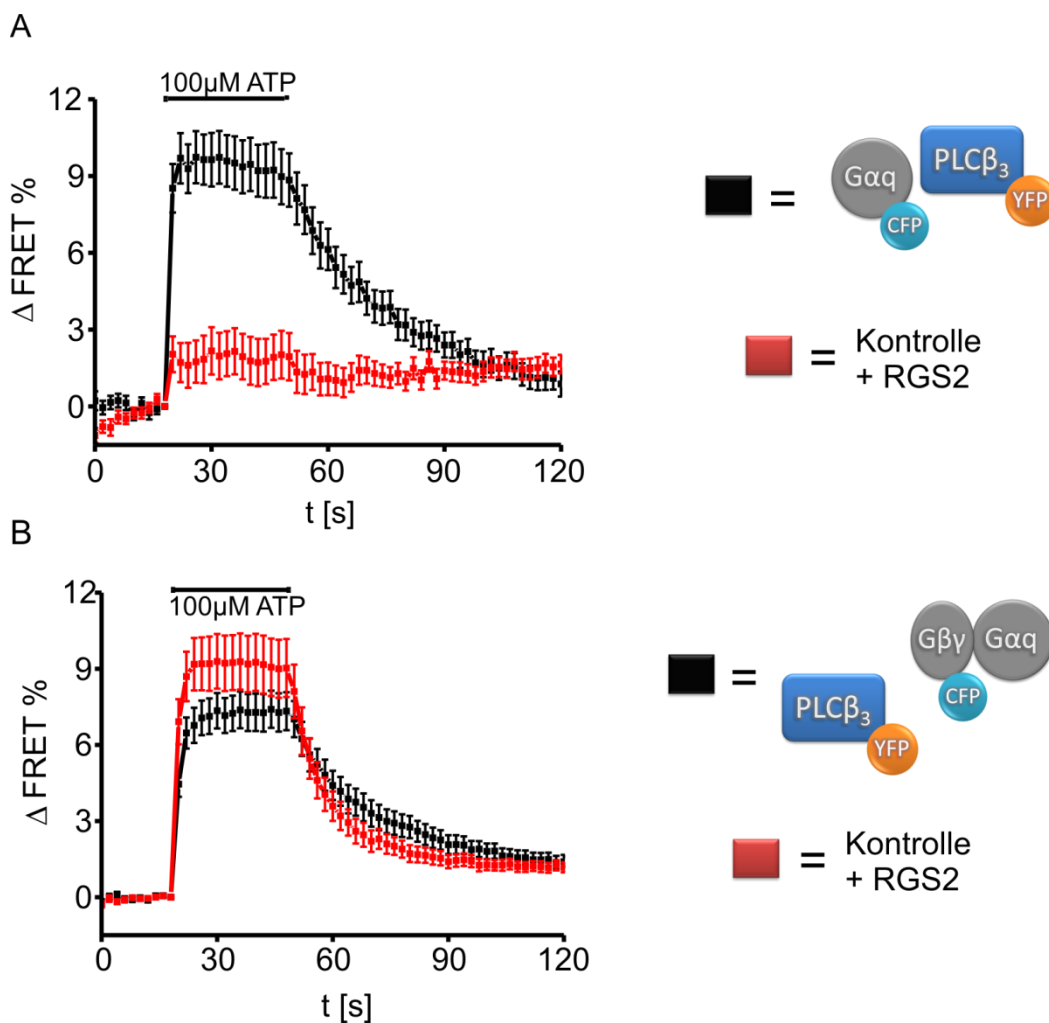 A
100µM ATP
12
9
6
3
0
Δ FRET %
0 30 60 90 120
t [s]
Gαq
CFP
PLCβ₃
YFP
=
= Kontrolle
+ RGS2
B
100µM ATP
12
9
6
3
0
Δ FRET %
0 30 60 90 120
t [s]
Gβγ Gαq
CFP
=
PLCβ₃
YFP
= Kontrolle
+ RGS2